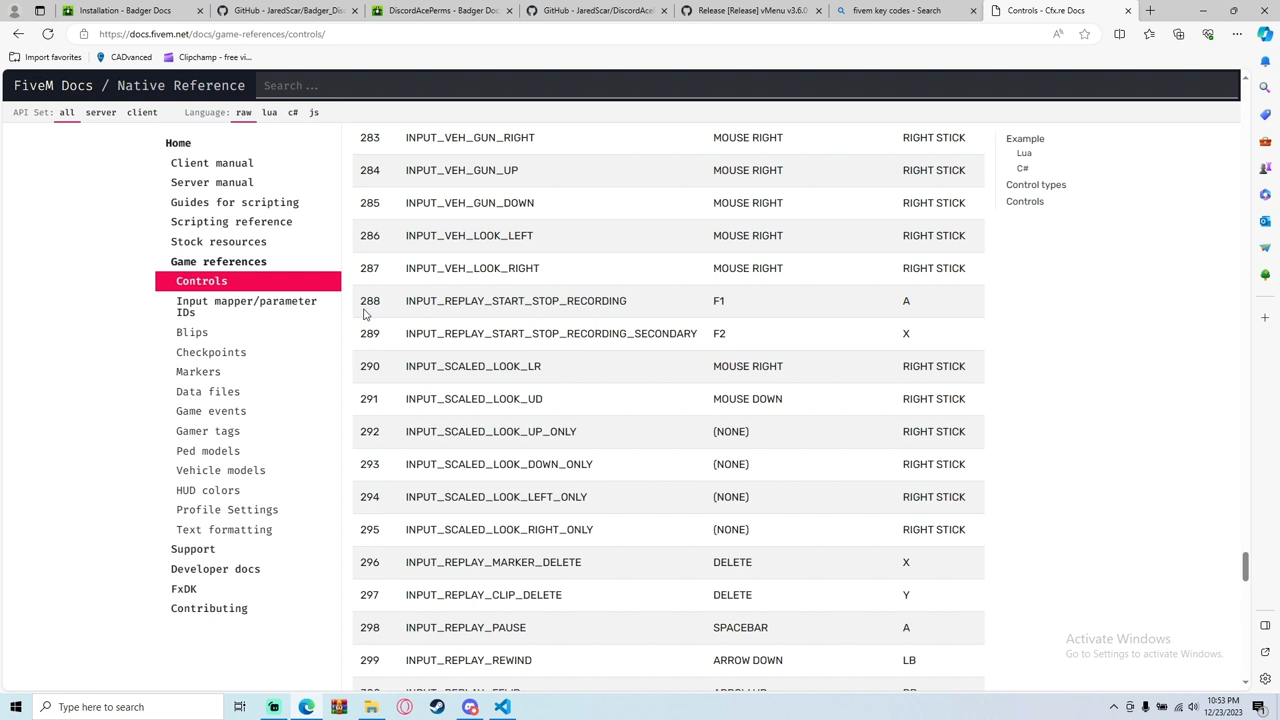 Installation - Badger Docs
GitHub - JaredScar/Badger_Disc
DiscordAcePerms - Badger Doc
GitHub - JaredScar/DiscordAcePe
Release [Release] vMenu v3.6.0
fivem key codes - Search
Controls - Cfx.re Docs
https://docs.fivem.net/docs/game-references/controls/
Import favorites
CADvanced
Clipchamp - free vi...
FiveM Docs / Native Reference
Search ...
API Set: all server client Language: raw lua c# js
Home
Client manual
Server manual
Guides for scripting
Scripting reference
Stock resources
Game references
Controls
Input mapper/parameter
IDs
Blips
Checkpoints
Markers
Data files
Game events
Gamer tags
Ped models
Vehicle models
HUD colors
Profile Settings
Text formatting
Support
Developer docs
FxDK
Contributing
283 INPUT_VEH_GUN_RIGHT MOUSE RIGHT RIGHT STICK
284 INPUT_VEH_GUN_UP MOUSE RIGHT RIGHT STICK
285 INPUT_VEH_GUN_DOWN MOUSE RIGHT RIGHT STICK
286 INPUT_VEH_LOOK_LEFT MOUSE RIGHT RIGHT STICK
287 INPUT_VEH_LOOK_RIGHT MOUSE RIGHT RIGHT STICK
288 INPUT_REPLAY_START_STOP_RECORDING F1 A
289 INPUT_REPLAY_START_STOP_RECORDING_SECONDARY F2 X
290 INPUT_SCALED_LOOK_LR MOUSE RIGHT RIGHT STICK
291 INPUT_SCALED_LOOK_UD MOUSE DOWN RIGHT STICK
292 INPUT_SCALED_LOOK_UP_ONLY (NONE) RIGHT STICK
293 INPUT_SCALED_LOOK_DOWN_ONLY (NONE) RIGHT STICK
294 INPUT_SCALED_LOOK_LEFT_ONLY (NONE) RIGHT STICK
295 INPUT_SCALED_LOOK_RIGHT_ONLY (NONE) RIGHT STICK
296 INPUT_REPLAY_MARKER_DELETE DELETE X
297 INPUT_REPLAY_CLIP_DELETE DELETE Y
298 INPUT_REPLAY_PAUSE SPACEBAR A
299 INPUT_REPLAY_REWIND ARROW DOWN LB
Example
Lua
C#
Control types
Controls
Activate Windows
Go to Settings to activate Windows.
Type here to search
10:53 PM
12/23/2023